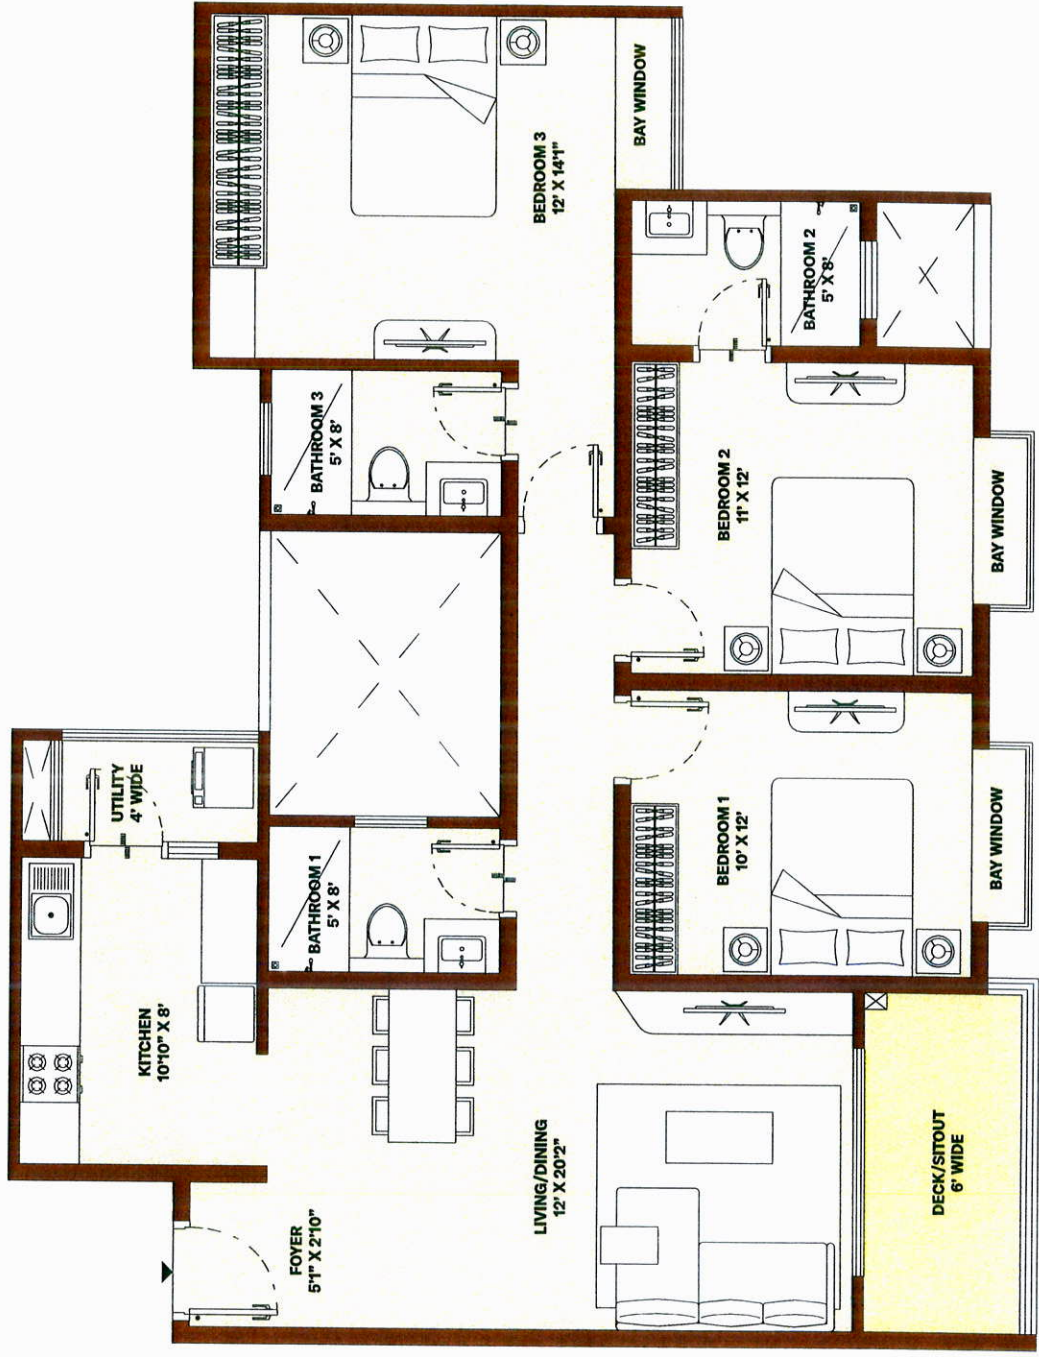 BEDROOM 3
12' X 14'1"
BAY WINDOW
BATHROOM 2
5' X 8'
BATHROOM 3
5' X 8'
BEDROOM 2
11' X 12'
BAY WINDOW
UTILITY
4' WIDE
BATHROOM 1
5' X 8'
BEDROOM 1
10' X 12'
BAY WINDOW
KITCHEN
10'10" X 8'
LIVING/DINING
12' X 20'2"
DECK/SITOUT
6' WIDE
FOYER
5'1" X 2'10"